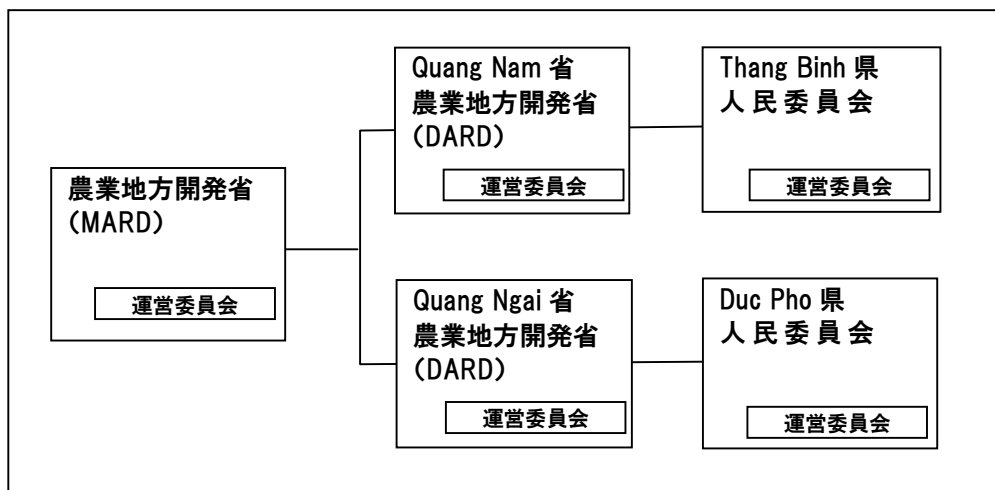 農業地方開発省
(MARD)
運営委員会
Quang Nam 省
農業地方開発省
(DARD)
運営委員会
Thang Binh 県
人民委員会
運営委員会
Quang Ngai 省
農業地方開発省
(DARD)
運営委員会
Duc Pho 県
人民委員会
運営委員会